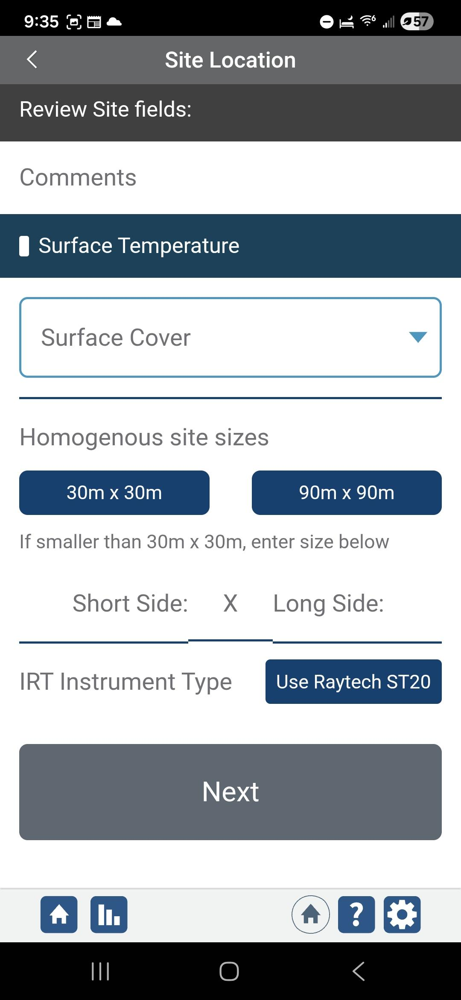 9:35
6
57
Site Location
Review Site fields:
Comments
Surface Temperature
Surface Cover
Homogenous site sizes
30m x 30m
90m x 90m
If smaller than 30m x 30m, enter size below
Short Side: X Long Side:
IRT Instrument Type
Use Raytech ST20
Next
?